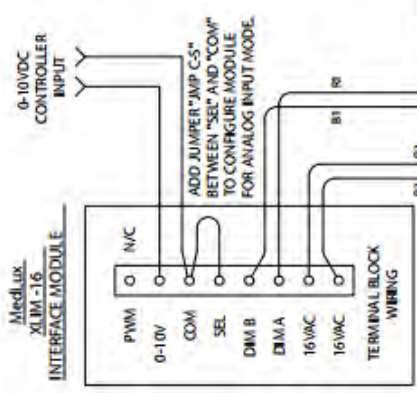 0-10VDC
CONTROLLER
INPUT
ADD JUMPER "JMP C-S"
BETWEEN "SEL" AND "COM"
TO CONFIGURE MODULE
FOR ANALOG INPUT MODE.
MedLux
XLIM -16
INTERFACE MODULE
N/C
PWM
0-10V
COM
SEL
DIM B
DIM A
16VAC
16VAC
TERMINAL BLOCK
WIRING
R1
B1